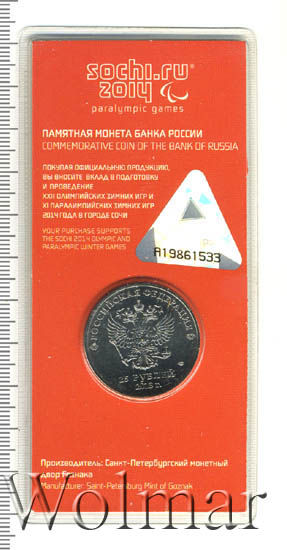 sochi.ru
2014
paralympic games
ПАМЯТНАЯ МОНЕТА БАНКА РОССИИ
COMMEMORATIVE COIN OF THE BANK OF RUSSIA
ПОКУПАЯ ОФИЦИАЛЬНУЮ ПРОДУКЦИЮ,
ВЫ ВНОСИТЕ ВКЛАД В ПОДГОТОВКУ
И ПРОВЕДЕНИЕ
XXII ОЛИМПИЙСКИХ ЗИМНИХ ИГР И
XI ПАРАЛИМПИЙСКИХ ЗИМНИХ ИГР
2014 ГОДА В ГОРОДЕ СОЧИ
YOUR PURCHASE SUPPORTS
THE SOCHI 2014 OLYMPIC AND
PARALYMPIC WINTER GAMES
A19861533
РОССИЙСКАЯ ФЕДЕРАЦИЯ
25 РУБЛЕЙ
Производитель: Санкт-Петербургский монетный
двор Гознака
Manufacturer: Saint-Petersburg Mint of Goznak
Wolmar